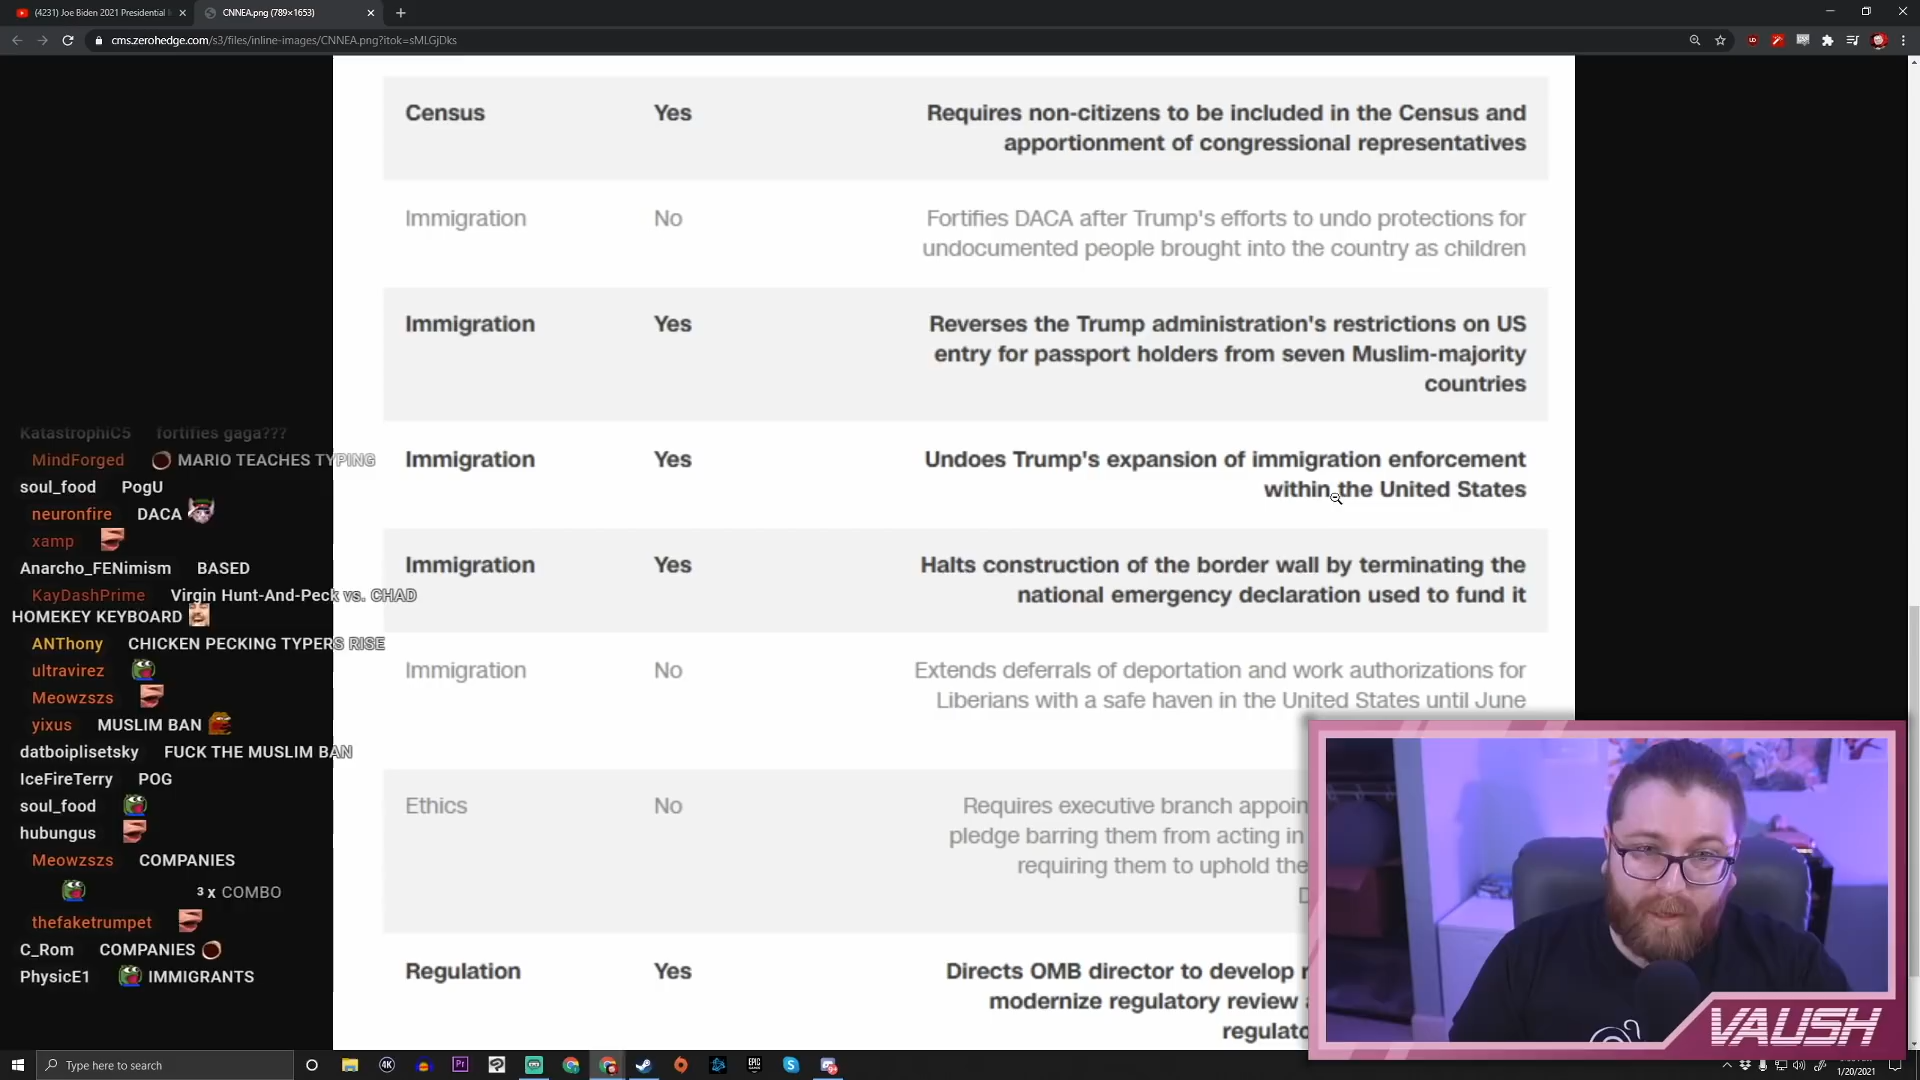 (4231) Joe Biden 2021 Presidential I
CNNEA.png (789×1653)
cms.zerohedge.com/s3/files/inline-images/CNNEA.png?itok=sMLGjDks
Census Yes Requires non-citizens to be included in the Census and
apportionment of congressional representatives
Immigration No Fortifies DACA after Trump's efforts to undo protections for
undocumented people brought into the country as children
Immigration Yes Reverses the Trump administration's restrictions on US
entry for passport holders from seven Muslim-majority
countries
Immigration Yes Undoes Trump's expansion of immigration enforcement
within the United States
Immigration Yes Halts construction of the border wall by terminating the
national emergency declaration used to fund it
Immigration No Extends deferrals of deportation and work authorizations for
Liberians with a safe haven in the United States until June
Ethics No Requires executive branch appoin
pledge barring them from acting in
requiring them to uphold the
D
Regulation Yes Directs OMB director to develop r
modernize regulatory review a
regulato
KatastrophiC5 fortifies gaga???
MindForged MARIO TEACHES TYPING
soul_food PogU
neuronfire DACA
xamp
Anarcho_FENimism BASED
KayDashPrime Virgin Hunt-And-Peck vs. CHAD
HOMEKEY KEYBOARD
ANThony CHICKEN PECKING TYPERS RISE
ultravirez
Meowzszs
yixus MUSLIM BAN
datboiplisetsky FUCK THE MUSLIM BAN
IceFireTerry POG
soul_food
hubungus
Meowzszs COMPANIES
3 x COMBO
thefaketrumpet
C_Rom COMPANIES
PhysicE1 IMMIGRANTS
VAUSH
Type here to search
1/20/2021